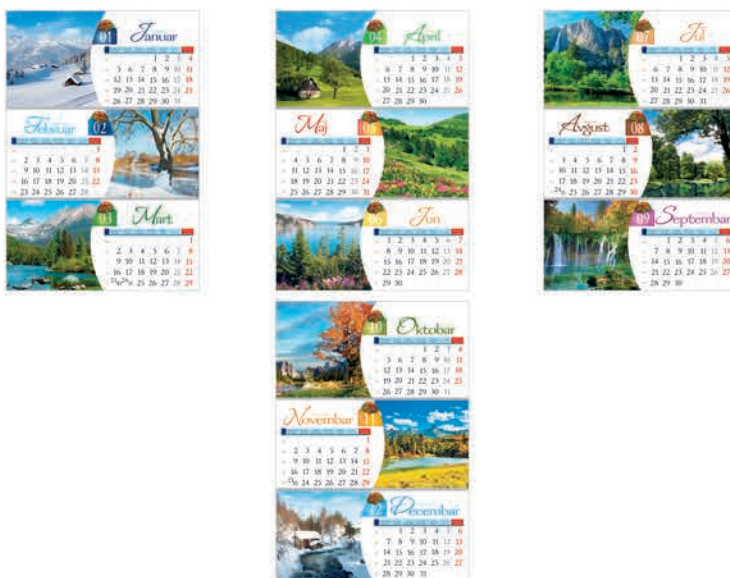 01 Januar
1 2 3 4
5 6 7 8 9 10 11
12 13 14 15 16 17 18
19 20 21 22 23 24 25
26 27 28 29 30 31
Februar 02
1
2 3 4 5 6 7 8
9 10 11 12 13 14 15
16 17 18 19 20 21 22
23 24 25 26 27 28
03 Mart
1
2 3 4 5 6 7 8
9 10 11 12 13 14 15
16 17 18 19 20 21 22
23/30 24/31 25 26 27 28 29
04 April
1 2 3 4 5
6 7 8 9 10 11 12
13 14 15 16 17 18 19
20 21 22 23 24 25 26
27 28 29 30
Maj 05
1 2 3
4 5 6 7 8 9 10
11 12 13 14 15 16 17
18 19 20 21 22 23 24
25 26 27 28 29 30 31
06 Jun
1 2 3 4 5 6 7
8 9 10 11 12 13 14
15 16 17 18 19 20 21
22 23 24 25 26 27 28
29 30
07 Jul
1 2 3 4 5
6 7 8 9 10 11 12
13 14 15 16 17 18 19
20 21 22 23 24 25 26
27 28 29 30 31
Avgust 08
1 2
3 4 5 6 7 8 9
10 11 12 13 14 15 16
17 18 19 20 21 22 23
25 26 27 28 29 30
09 Septembar
1 2 3 4 5 6
7 8 9 10 11 12 13
14 15 16 17 18 19 20
21 22 23 24 25 26 27
28 29 30
10 Oktobar
1 2 3 4
5 6 7 8 9 10 11
12 13 14 15 16 17 18
19 20 21 22 23 24 25
26 27 28 29 30 31
Novembar 11
1
2 3 4 5 6 7 8
9 10 11 12 13 14 15
16 17 18 19 20 21 22
23/30 24 25 26 27 28 29
12 Decembar
1 2 3 4 5 6
7 8 9 10 11 12 13
14 15 16 17 18 19 20
21 22 23 24 25 26 27
28 29 30 31